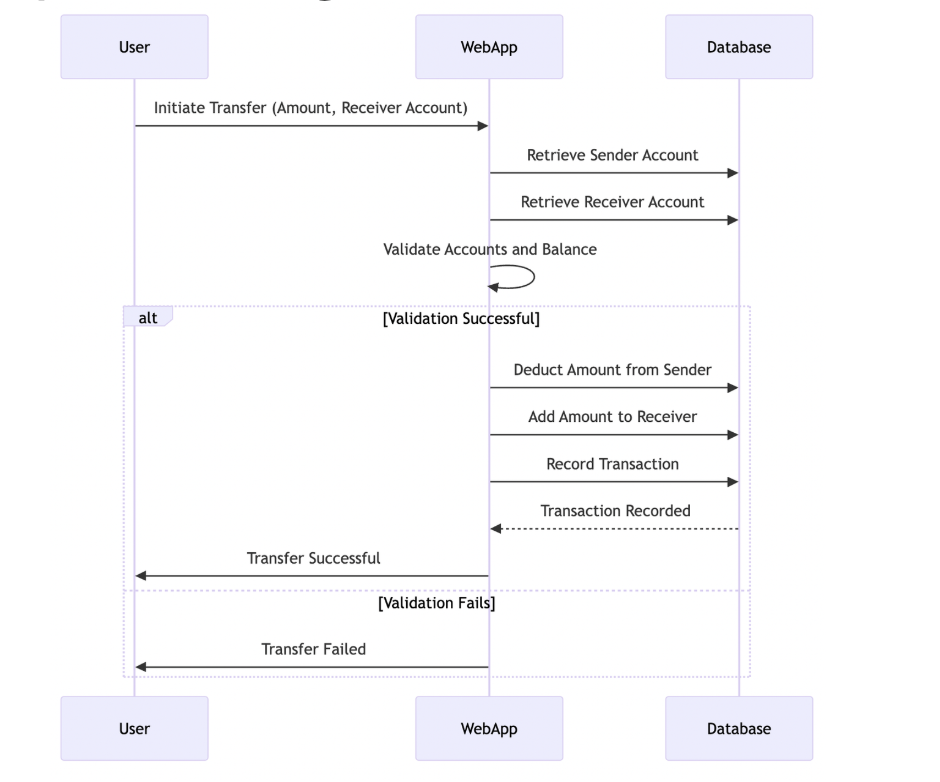 User
WebApp
Database
Initiate Transfer (Amount, Receiver Account)
Retrieve Sender Account
Retrieve Receiver Account
Validate Accounts and Balance
alt
[Validation Successful]
Deduct Amount from Sender
Add Amount to Receiver
Record Transaction
Transaction Recorded
Transfer Successful
[Validation Fails]
Transfer Failed
User
WebApp
Database